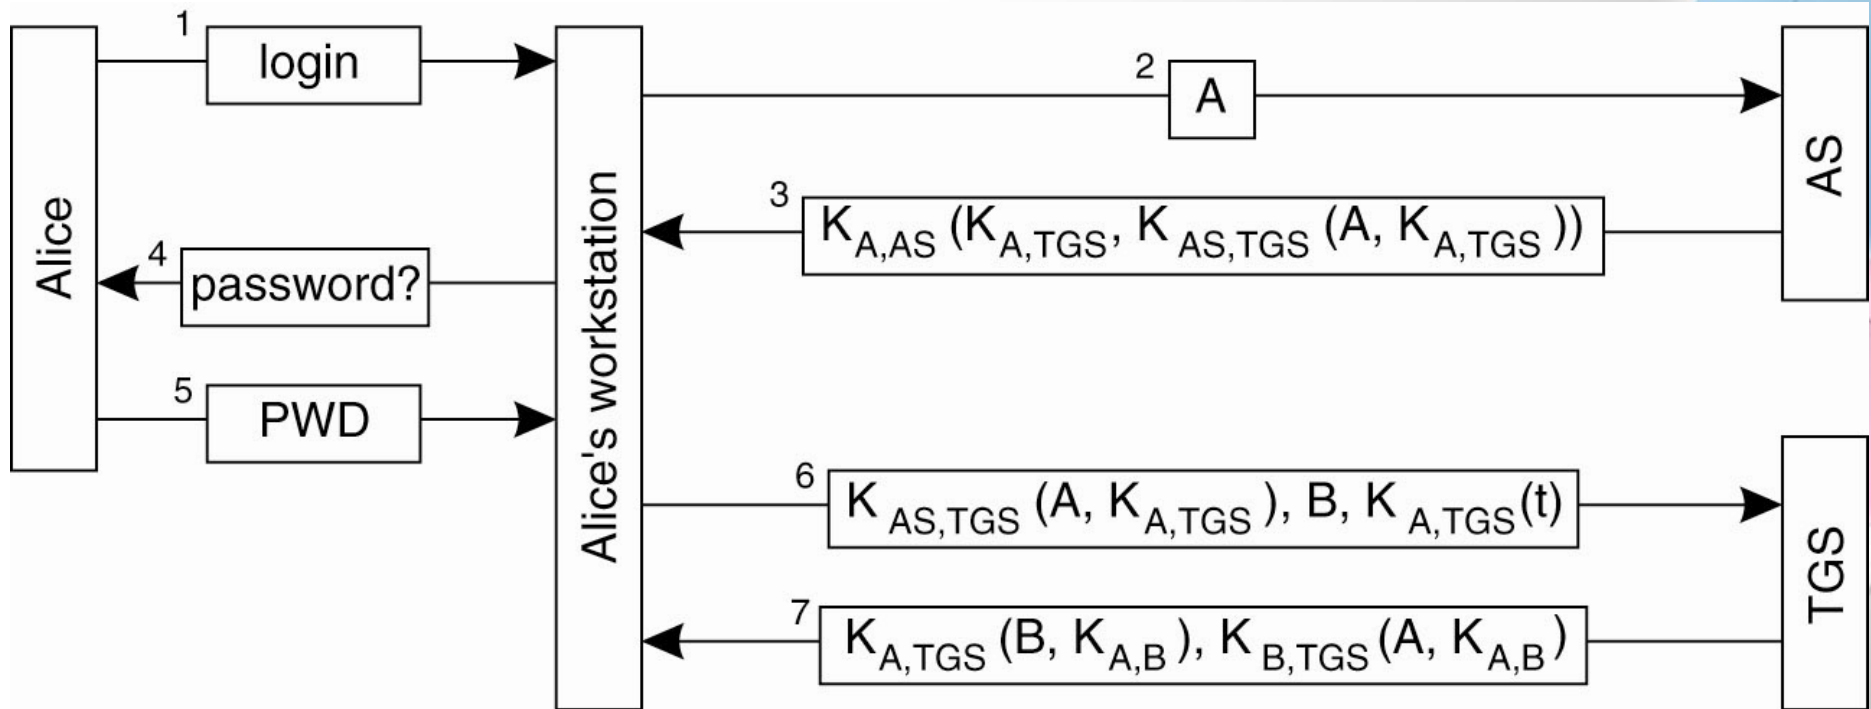 Alice
1
login
Alice's workstation
2
A
AS
3
K A,AS (K A,TGS, K AS,TGS (A, K A,TGS ))
4
password?
5
PWD
6
K AS,TGS (A, K A,TGS ), B, K A,TGS (t)
TGS
7
K A,TGS (B, K A,B ), K B,TGS (A, K A,B )